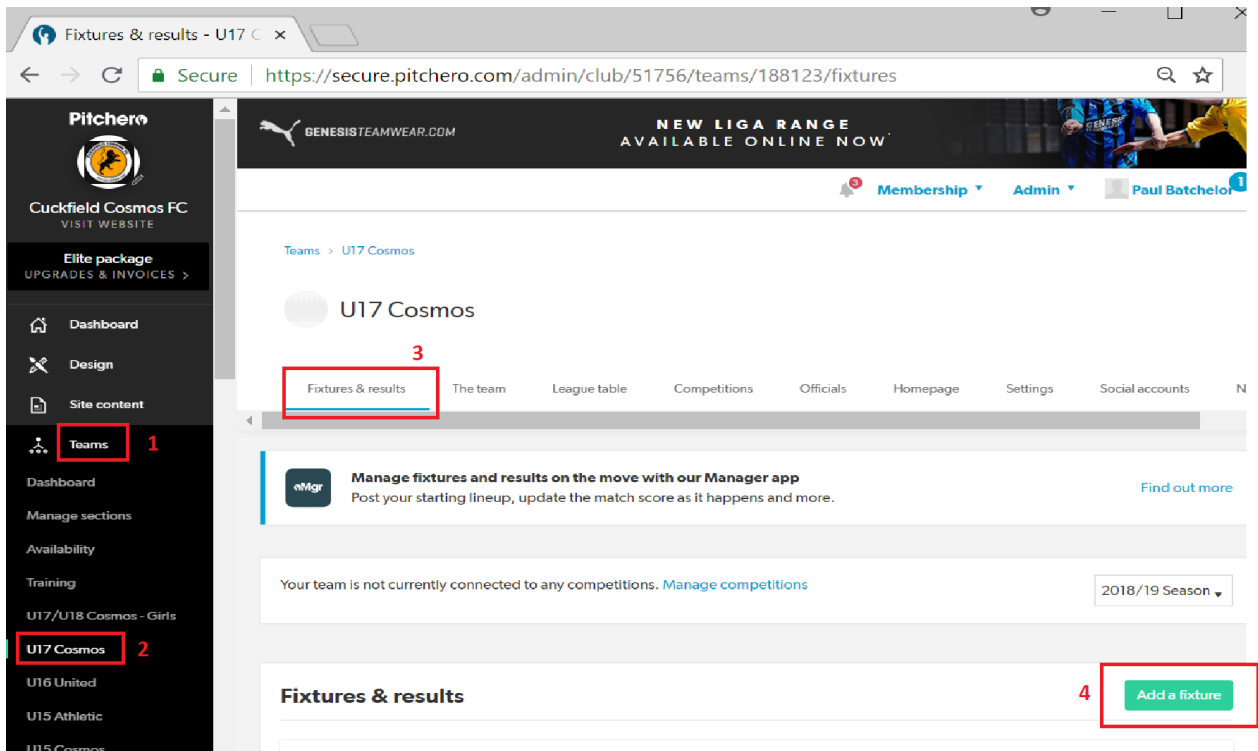 Fixtures & results - U17 C
Secure https://secure.pitchero.com/admin/club/51756/teams/188123/fixtures
Pitchero
Cuckfield Cosmos FC
VISIT WEBSITE
Elite package
UPGRADES & INVOICES >
Dashboard
Design
Site content
Teams 1
Dashboard
Manage sections
Availability
Training
U17/U18 Cosmos - Girls
U17 Cosmos 2
U16 United
U15 Athletic
U15 Cosmos
GENESISTEAMWEAR.COM
NEW LIGA RANGE
AVAILABLE ONLINE NOW
GENESIS
3 Membership Admin Paul Batchelor 1
Teams > U17 Cosmos
U17 Cosmos
3
Fixtures & results The team League table Competitions Officials Homepage Settings Social accounts N
Mgr
Manage fixtures and results on the move with our Manager app
Post your starting lineup, update the match score as it happens and more.
Find out more
Your team is not currently connected to any competitions. Manage competitions
2018/19 Season
Fixtures & results
4 Add a fixture